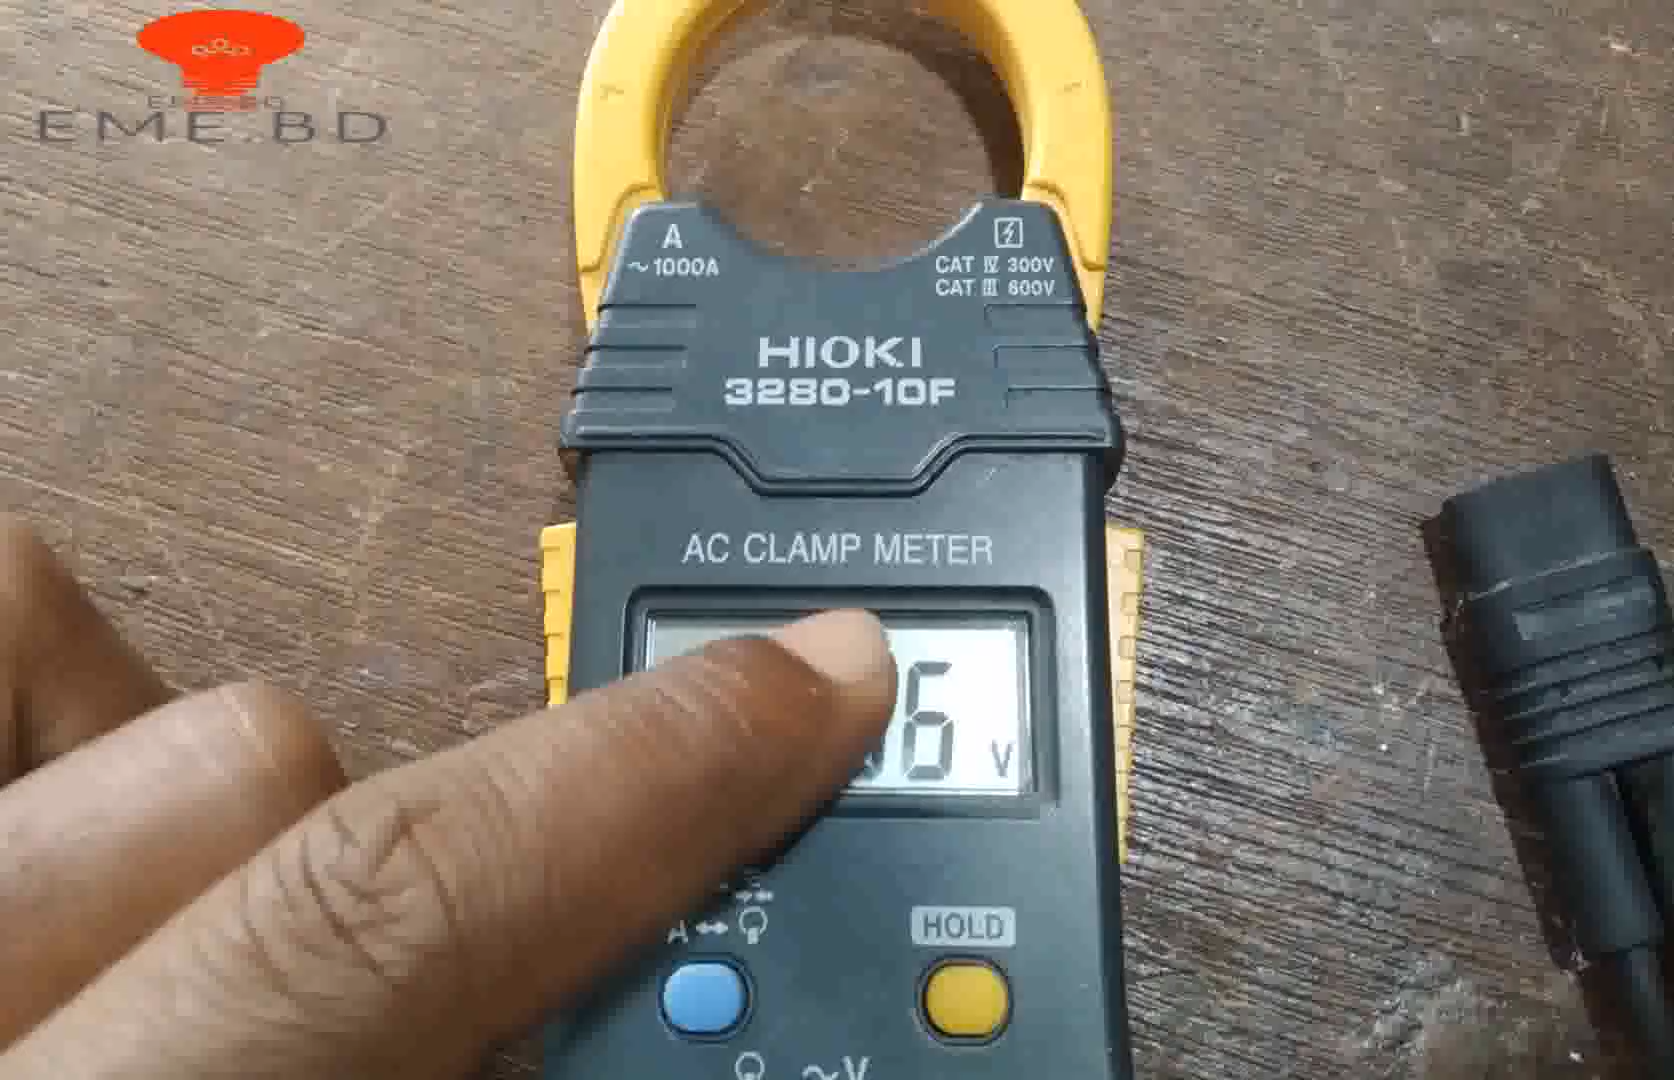 EME.BD
A
~1000A
CAT Ⅳ 300V
CAT Ⅲ 600V
HIOKI
3280-10F
AC CLAMP METER
6 V
A
HOLD
~V